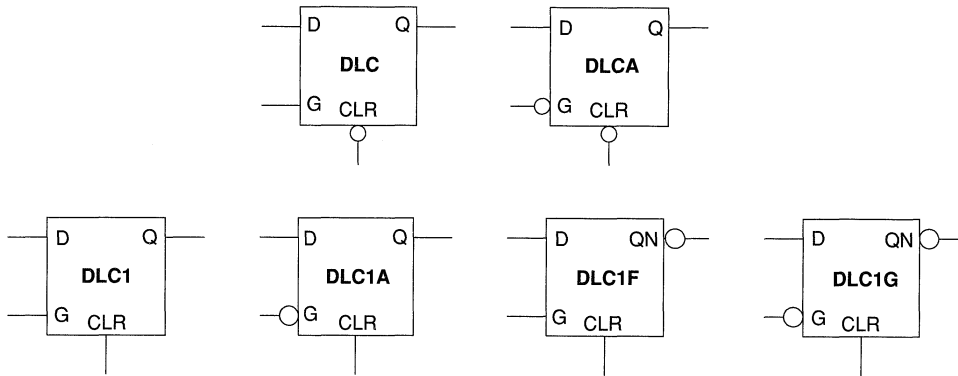 D Q D Q
DLC DLCA
G CLR G CLR
D Q D Q D QN D QN
DLC1 DLC1A DLC1F DLC1G
G CLR G CLR G CLR G CLR